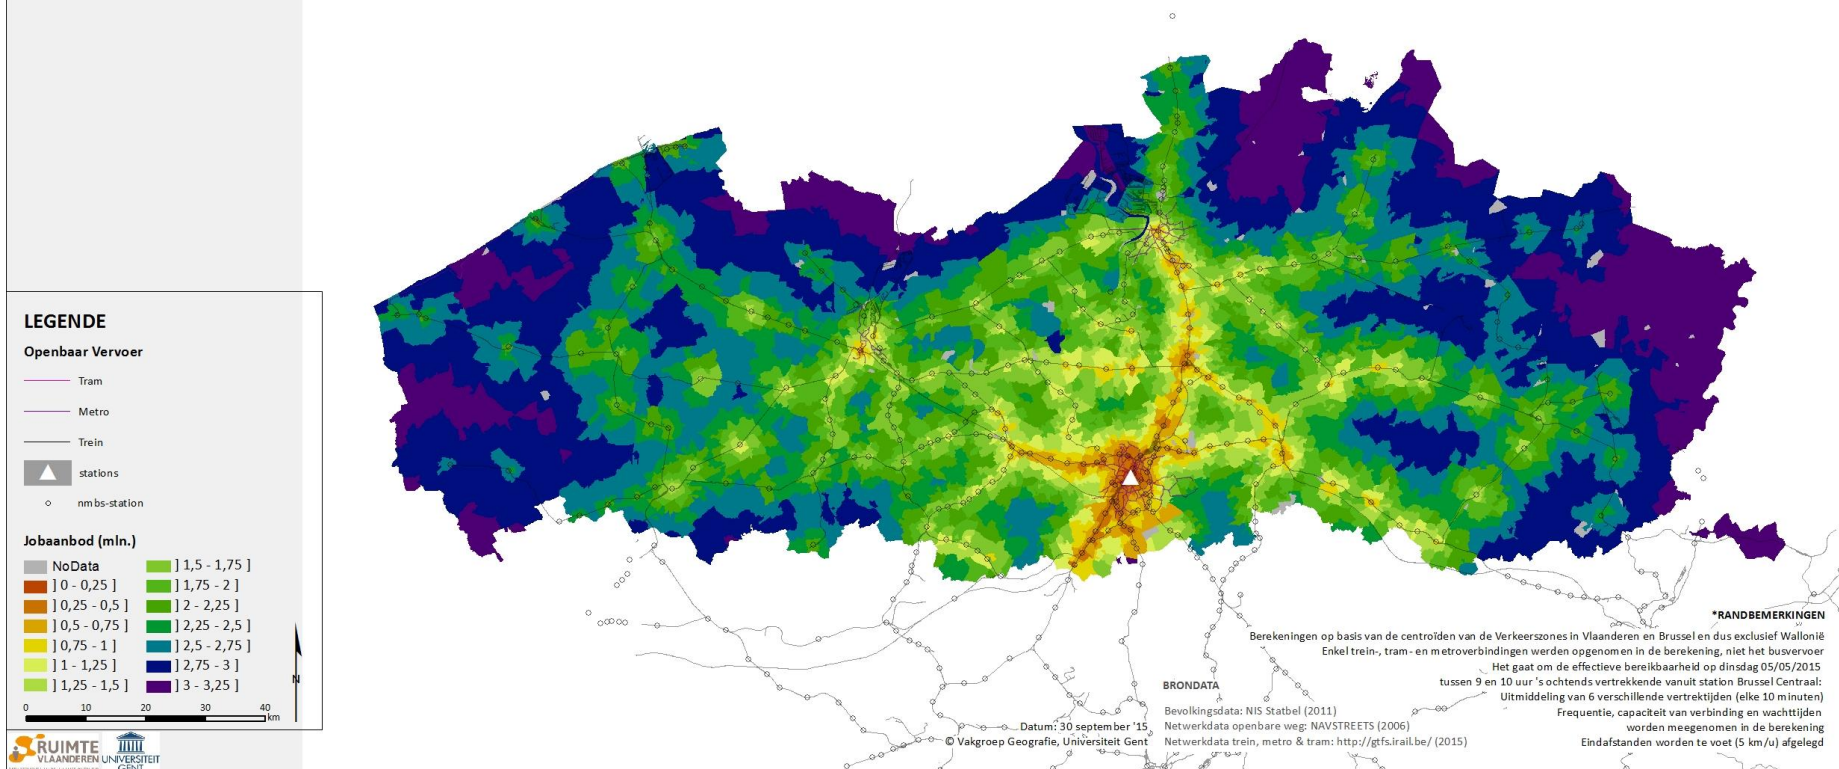 LEGENDE
Openbaar Vervoer
Tram
Metro
Trein
stations
nmbs-station
Jobaanbod (mln.)
NoData
] 0 - 0,25 ]
] 0,25 - 0,5 ]
] 0,5 - 0,75 ]
] 0,75 - 1 ]
] 1 - 1,25 ]
] 1,25 - 1,5 ]
] 1,5 - 1,75 ]
] 1,75 - 2 ]
] 2 - 2,25 ]
] 2,25 - 2,5 ]
] 2,5 - 2,75 ]
] 2,75 - 3 ]
] 3 - 3,25 ]
N
0 10 20 30 40
km
RUIMTE
VLAANDEREN
UNIVERSITEIT
GENT
Datum: 30 september '15
© Vakgroep Geografie, Universiteit Gent
BRONDATA
Bevolkingsdata: NIS Statbel (2011)
Netwerkdata openbare weg: NAVSTREETS (2006)
Netwerkdata trein, metro & tram: http://gtfs.irail.be/ (2015)
*RANDBEMERKINGEN
Berekeningen op basis van de centroïden van de Verkeerszones in Vlaanderen en Brussel en dus exclusief Wallonië
Enkel trein-, tram- en metroverbindingen werden opgenomen in de berekening, niet het busvervoer
Het gaat om de effectieve bereikbaarheid op dinsdag 05/05/2015
tussen 9 en 10 uur 's ochtends vertrekkende vanuit station Brussel Centraal:
Uitmiddeling van 6 verschillende vertrektijden (elke 10 minuten)
Frequentie, capaciteit van verbinding en wachttijden
worden meegenomen in de berekening
Eindafstanden worden te voet (5 km/u) afgelegd